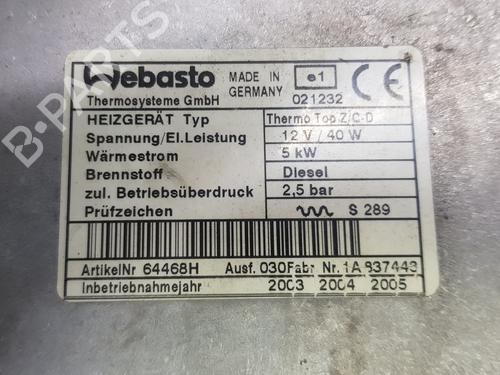 B-PARTS
Webasto
Thermosysteme GmbH
MADE IN
GERMANY
e1
021232
CE
HEIZGERÄT Typ Thermo Top Z/C-D
Spannung/El.Leistung 12 V / 40 W
Wärmestrom 5 kW
Brennstoff Diesel
zul. Betriebsüberdruck 2,5 bar
Prüfzeichen S 289
ArtikelNr 64468H Ausf. 030 Fabr Nr. 1A 837443
Inbetriebnahmejahr 2003 2004 2005